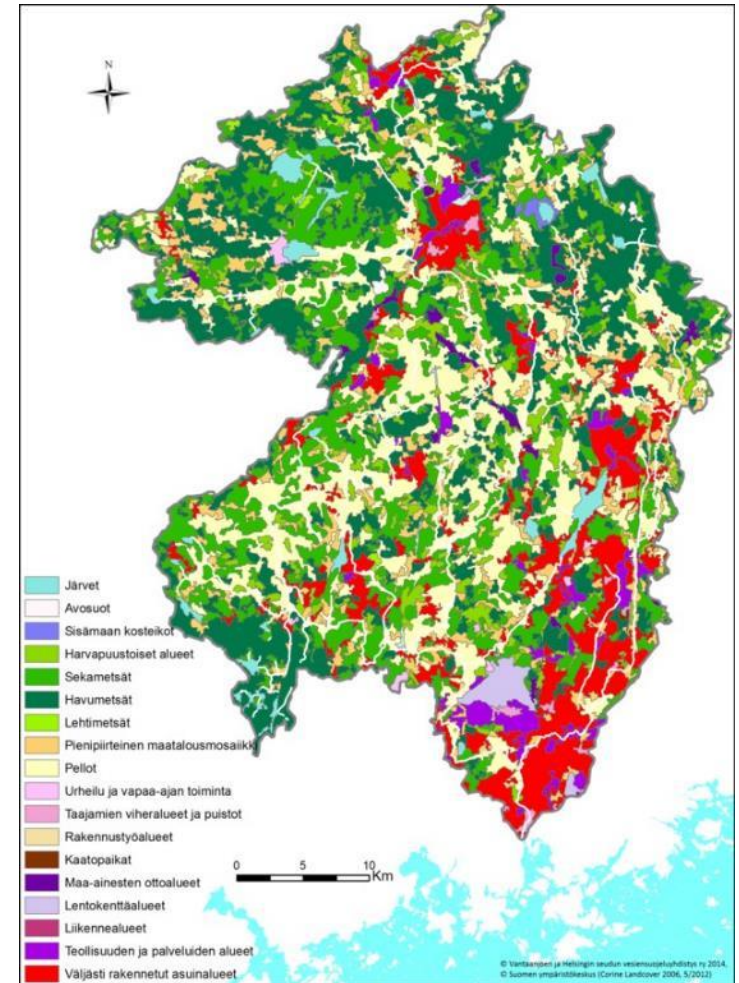 N
Järvet
Avosuot
Sisämaan kosteikot
Harvapuustoiset alueet
Sekametsät
Havumetsät
Lehtimetsät
Pienipiirteinen maatalousmosaiikki
Pellot
Urheilu ja vapaa-ajan toiminta
Taajamien viheralueet ja puistot
Rakennustyöalueet
Kaatopaikat
Maa-ainesten ottoalueet
Lentokenttäalueet
Liikennealueet
Teollisuuden ja palveluiden alueet
Väljästi rakennetut asuinalueet
0 5 10
Km
© Vantaanjoen ja Helsingin seudun vesiensuojeluyhdistys ry 2014,
© Suomen ympäristökeskus (Corine Landcover 2006, 5/2012)